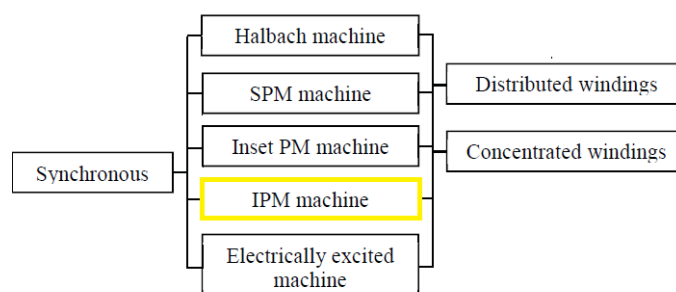 Halbach machine
SPM machine
Distributed windings
Inset PM machine
Concentrated windings
Synchronous
IPM machine
Electrically excited
machine